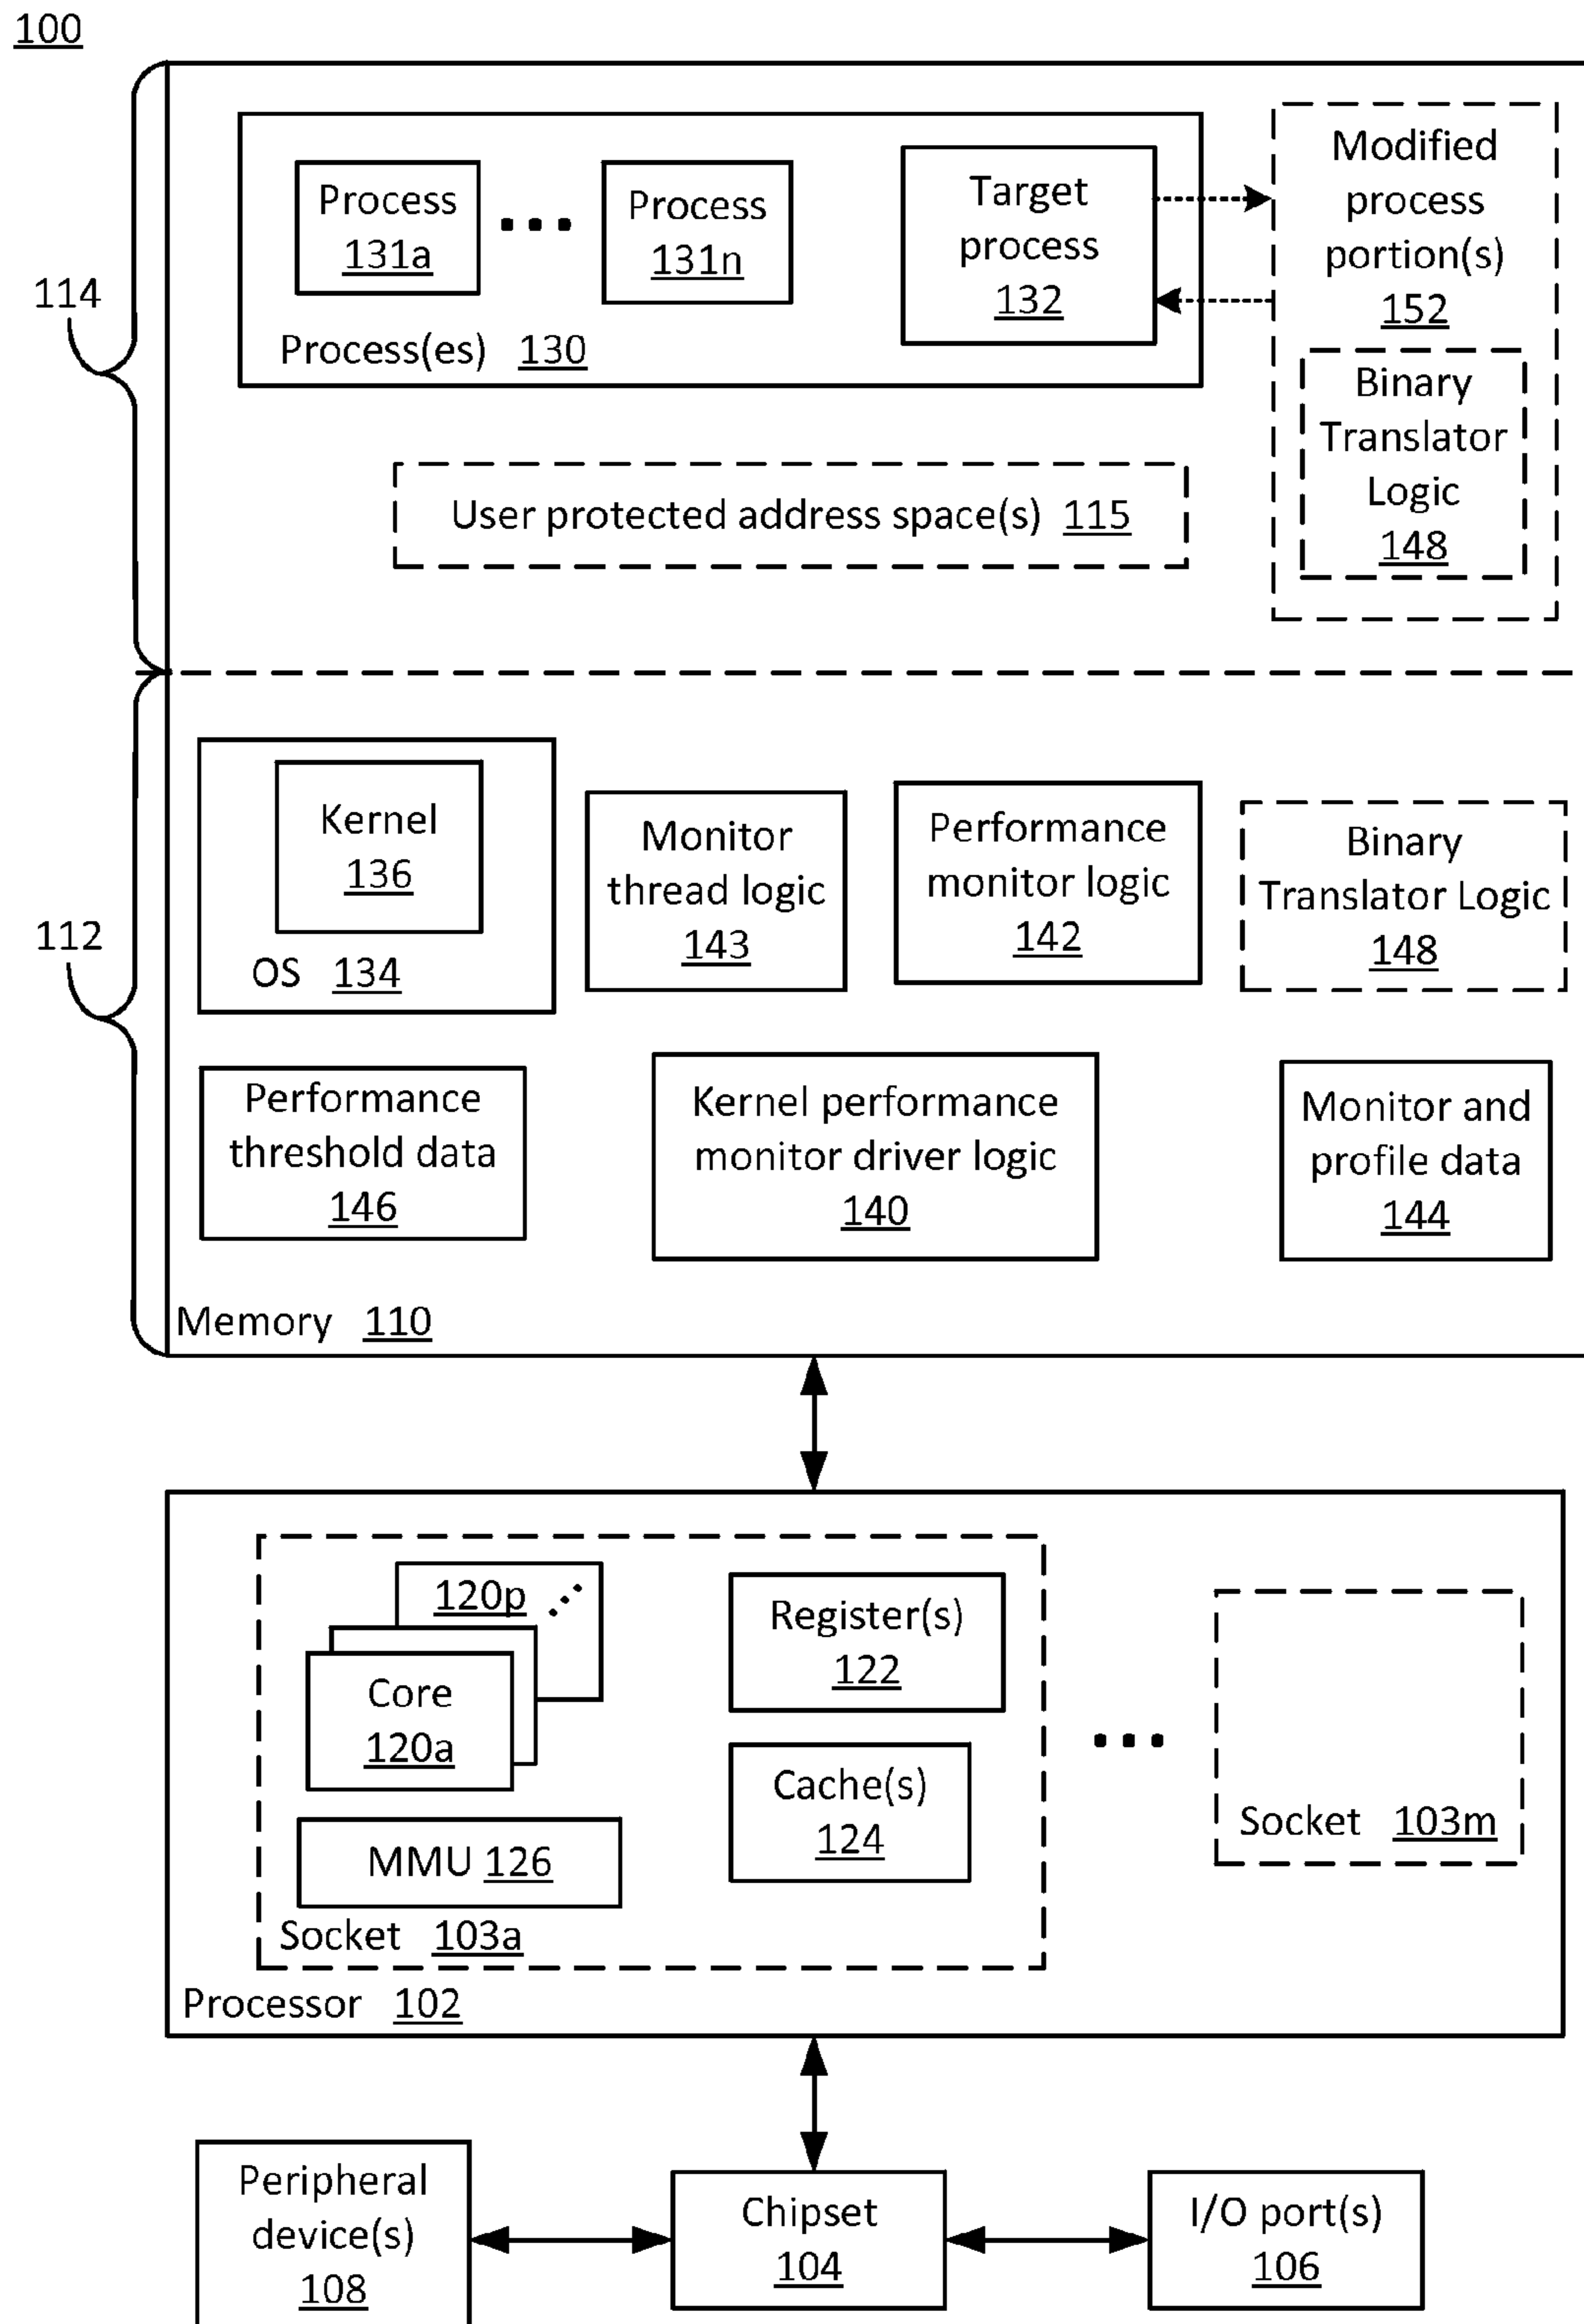 100
114
Process
131a
Process
131n
Target
process
132
Process(es) 130
Modified
process
portion(s)
152
Binary
Translator
Logic
148
User protected address space(s) 115
112
Kernel
136
OS 134
Monitor
thread logic
143
Performance
monitor logic
142
Binary
Translator Logic
148
Performance
threshold data
146
Kernel performance
monitor driver logic
140
Monitor and
profile data
144
Memory 110
120p
Core
120a
Register(s)
122
Cache(s)
124
MMU 126
Socket 103a
Socket 103m
Processor 102
Peripheral
device(s)
108
Chipset
104
I/O port(s)
106